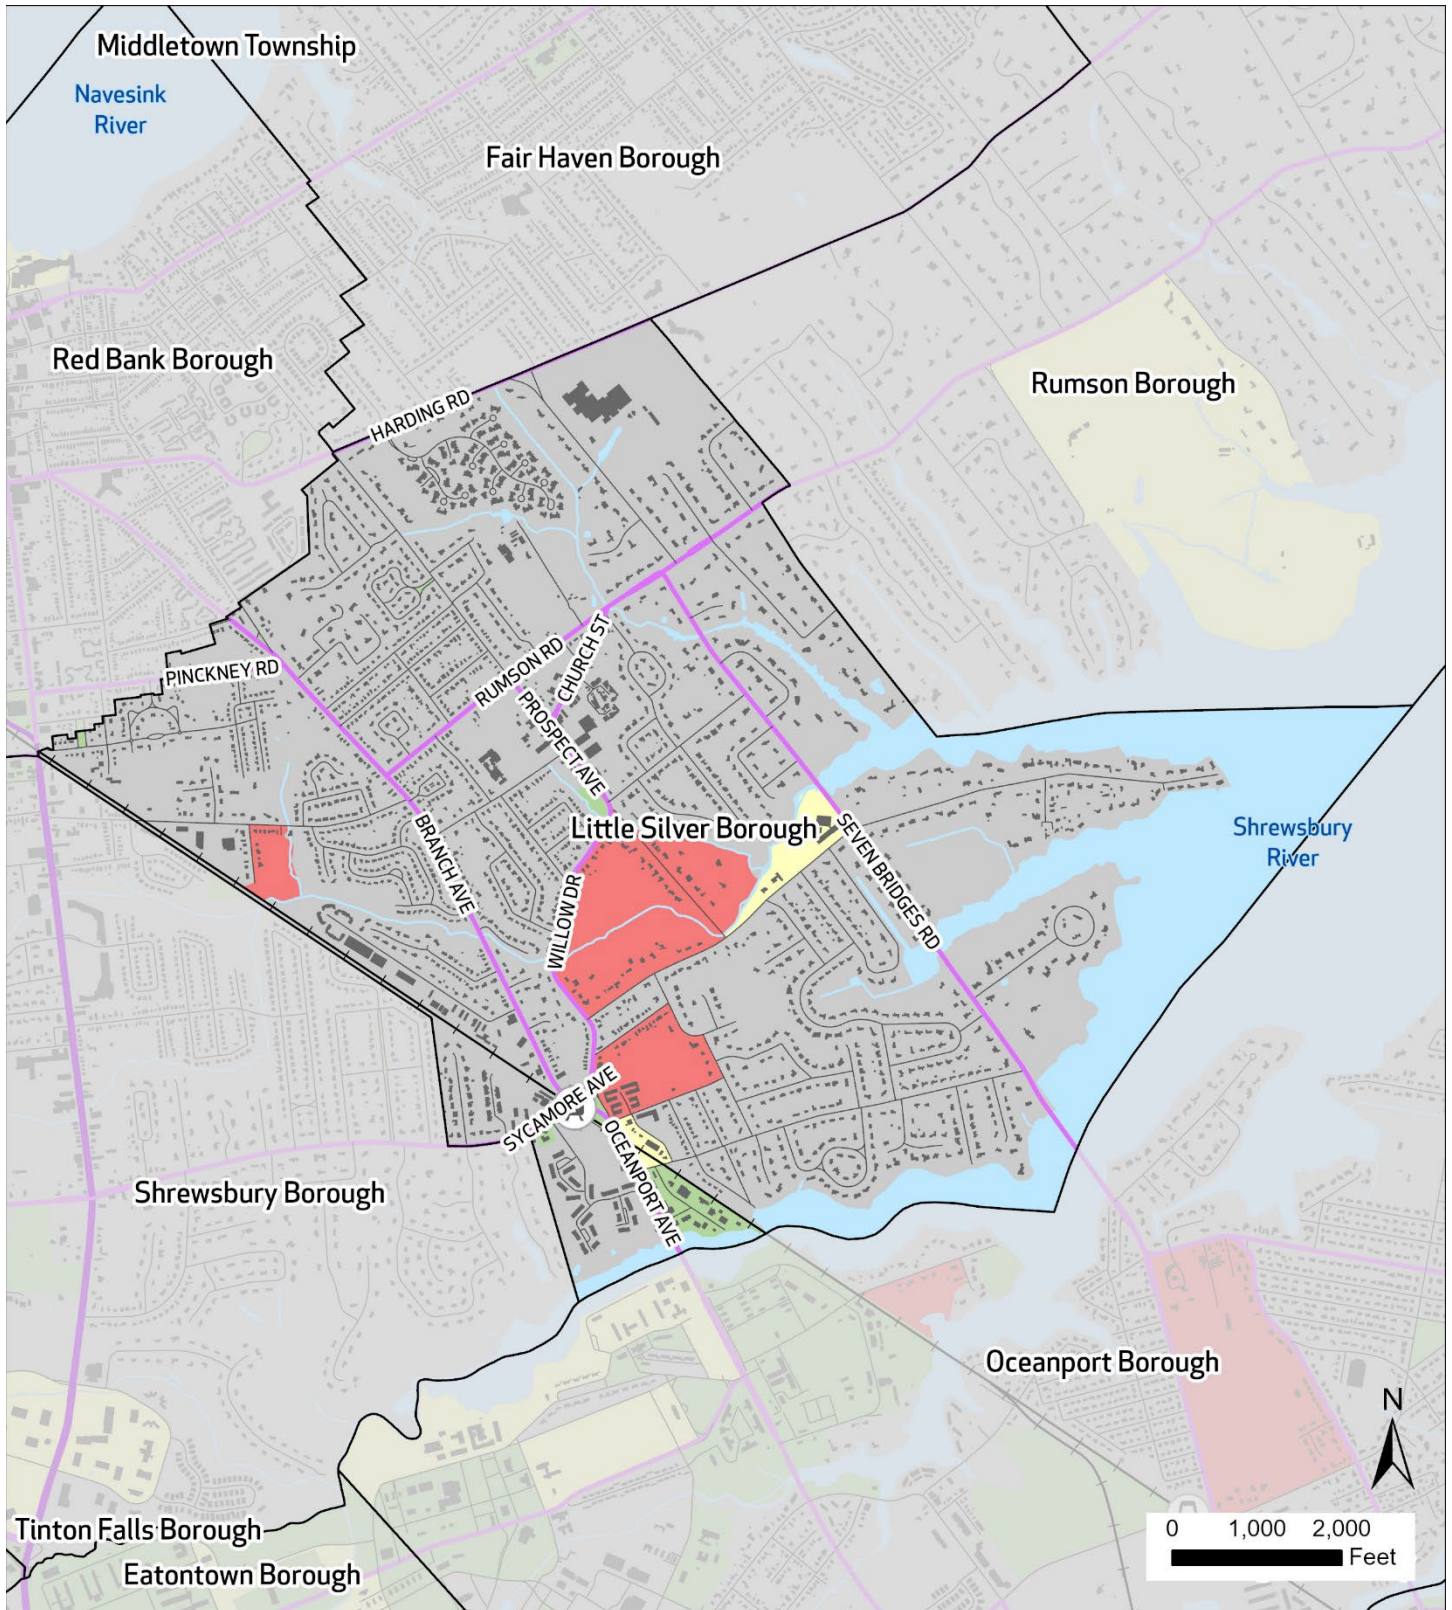 Middletown Township
Navesink
River
Fair Haven Borough
Red Bank Borough
Rumson Borough
HARDING RD
PINCKNEY RD
RUMSON RD
CHURCH ST
PROSPECT AVE
BRANCH AVE
Little Silver Borough
SEVEN BRIDGES RD
Shrewsbury
River
WILLOW DR
SYCAMORE AVE
OCEANPORT AVE
Shrewsbury Borough
Oceanport Borough
N
0 1,000 2,000
Feet
Tinton Falls Borough
Eatontown Borough